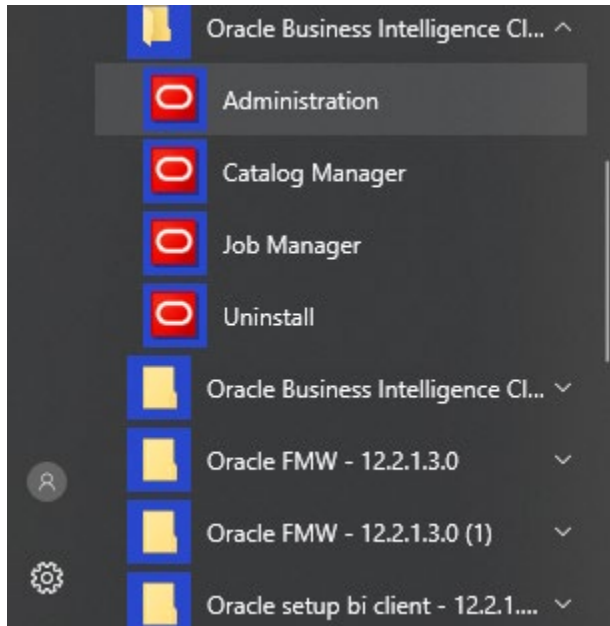 Oracle Business Intelligence Cl...
Administration
Catalog Manager
Job Manager
Uninstall
Oracle Business Intelligence Cl...
Oracle FMW - 12.2.1.3.0
Oracle FMW - 12.2.1.3.0 (1)
Oracle setup bi client - 12.2.1....